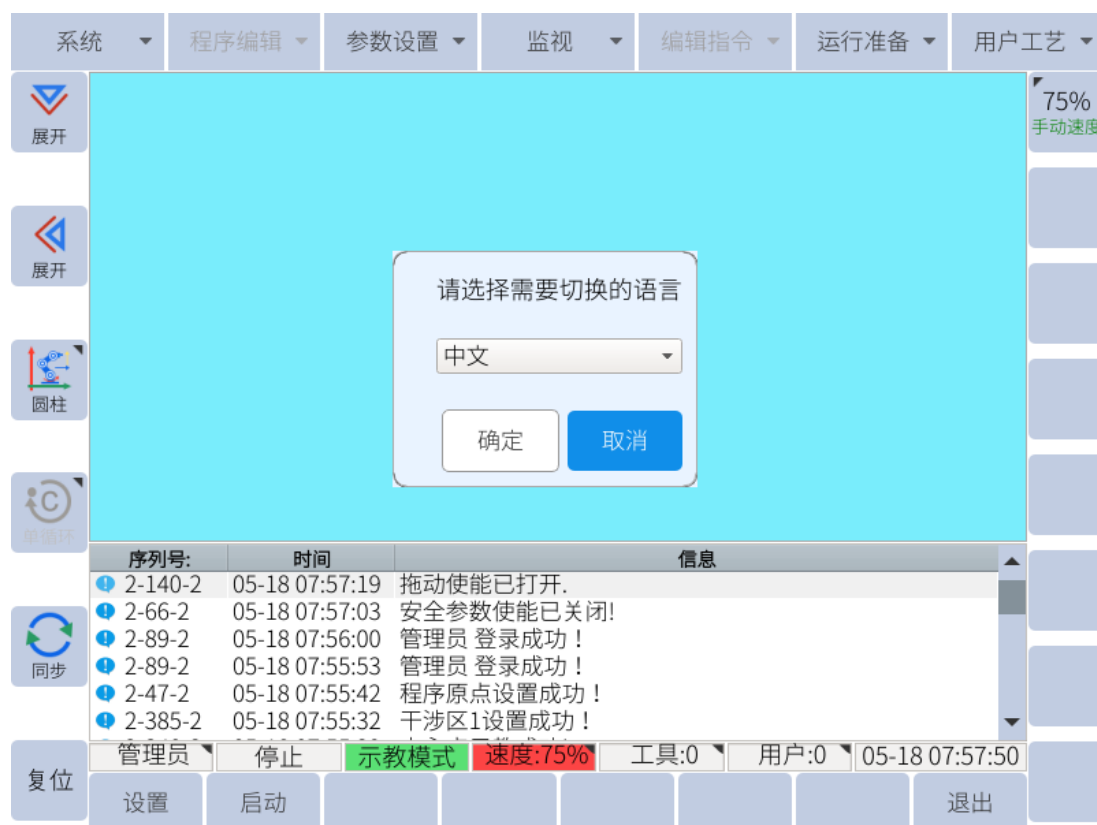 系统 程序编辑 参数设置 监视 编辑指令 运行准备 用户工艺
展开
75%
手动速度
展开
请选择需要切换的语言
中文
确定 取消
圆柱
单循环
序列号: 时间 信息
2-140-2 05-18 07:57:19 拖动使能已打开.
2-66-2 05-18 07:57:03 安全参数使能已关闭!
2-89-2 05-18 07:56:00 管理员 登录成功！
2-89-2 05-18 07:55:53 管理员 登录成功！
2-47-2 05-18 07:55:42 程序原点设置成功！
2-385-2 05-18 07:55:32 干涉区1设置成功！
同步
管理员 停止 示教模式 速度:75% 工具:0 用户:0 05-18 07:57:50
复位
设置 启动 退出